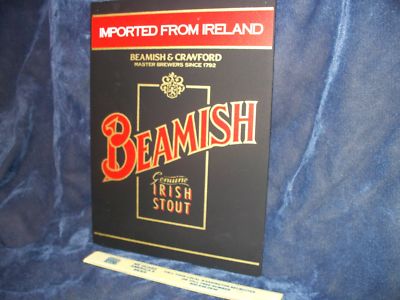 IMPORTED FROM IRELAND
BEAMISH & CRAWFORD
MASTER BREWERS SINCE 1792
BEAMISH
Genuine
IRISH
STOUT